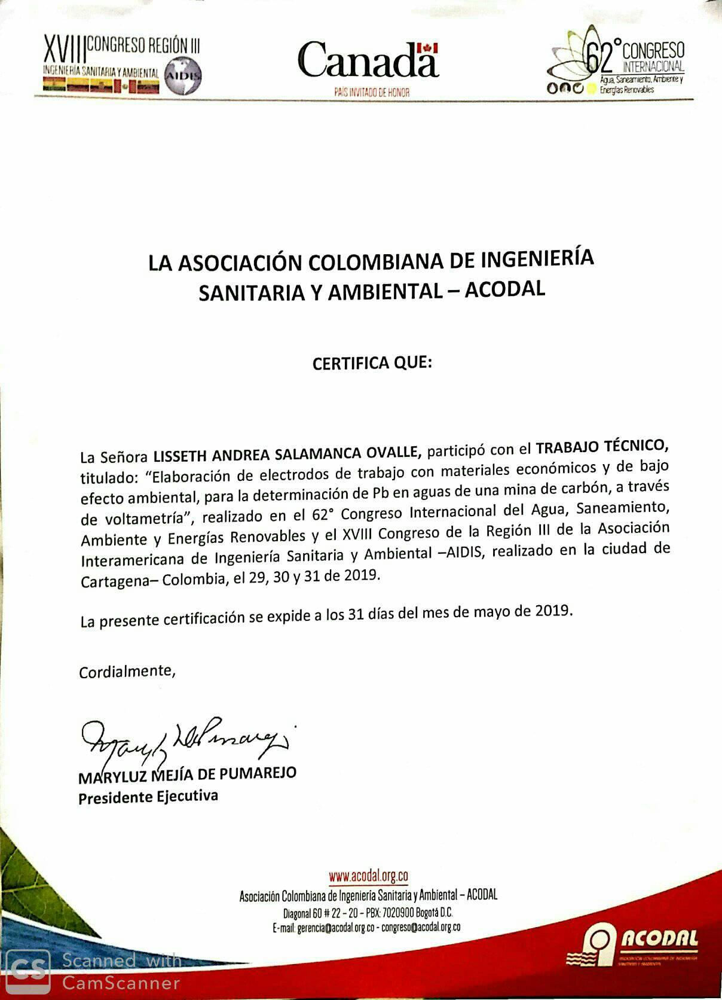 XVIII CONGRESO REGIÓN III
INGENIERÍA SANITARIA Y AMBIENTAL
AIDIS
Canada
PAÍS INVITADO DE HONOR
62° CONGRESO
INTERNACIONAL
Agua, Saneamiento, Ambiente y
Energías Renovables
LA ASOCIACIÓN COLOMBIANA DE INGENIERÍA
SANITARIA Y AMBIENTAL – ACODAL
CERTIFICA QUE:
La Señora LISSETH ANDREA SALAMANCA OVALLE, participó con el TRABAJO TÉCNICO,
titulado: “Elaboración de electrodos de trabajo con materiales económicos y de bajo
efecto ambiental, para la determinación de Pb en aguas de una mina de carbón, a través
de voltametría”, realizado en el 62° Congreso Internacional del Agua, Saneamiento,
Ambiente y Energías Renovables y el XVIII Congreso de la Región III de la Asociación
Interamericana de Ingeniería Sanitaria y Ambiental –AIDIS, realizado en la ciudad de
Cartagena– Colombia, el 29, 30 y 31 de 2019.
La presente certificación se expide a los 31 días del mes de mayo de 2019.
Cordialmente,
MARYLUZ MEJÍA DE PUMAREJO
Presidente Ejecutiva
www.acodal.org.co
Asociación Colombiana de Ingeniería Sanitaria y Ambiental – ACODAL
Diagonal 60 # 22 – 20 – PBX: 7020900 Bogotá D.C.
E-mail: gerencia@acodal.org.co - congreso@acodal.org.co
ACODAL
ASOCIACIÓN COLOMBIANA DE INGENIERÍA
SANITARIA Y AMBIENTAL
CS
Scanned with
CamScanner